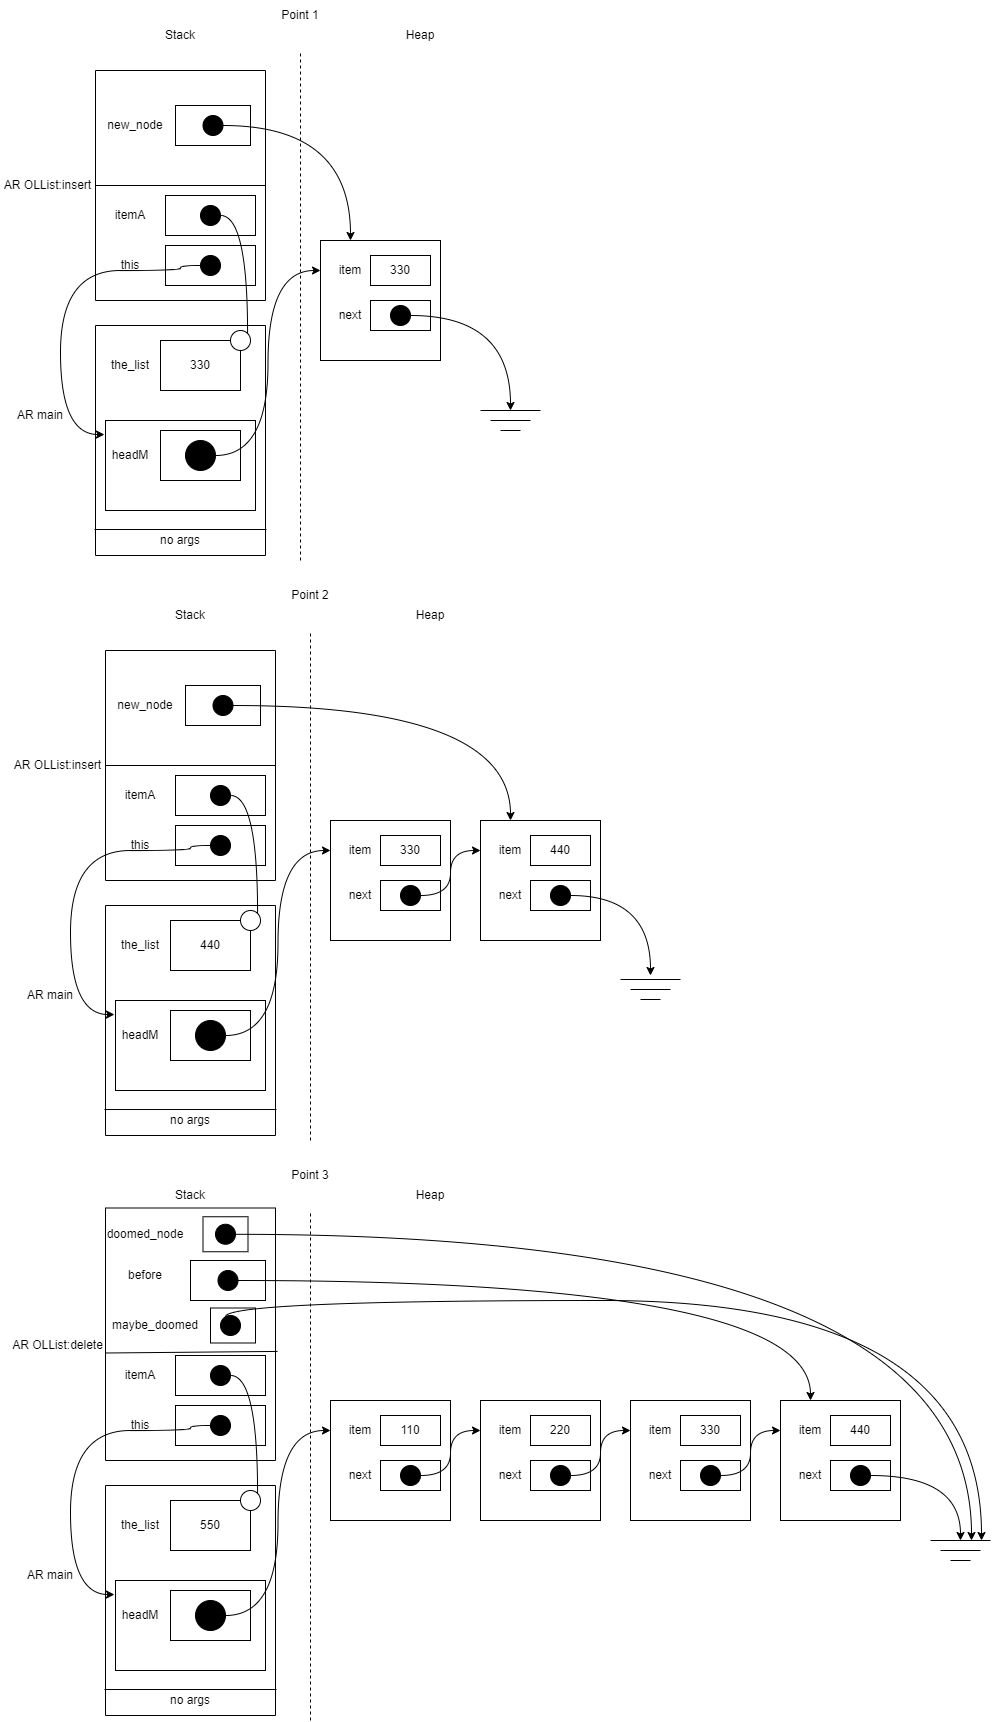 Point 1
Stack
Heap
new_node
AR OLList:insert
itemA
this
item
330
next
the_list
330
AR main
headM
no args
Point 2
Stack
Heap
new_node
AR OLList:insert
itemA
this
item
330
next
item
440
next
the_list
440
AR main
headM
no args
Point 3
Stack
Heap
doomed_node
before
maybe_doomed
AR OLList:delete
itemA
this
item
110
next
item
220
next
item
330
next
item
440
next
the_list
550
AR main
headM
no args